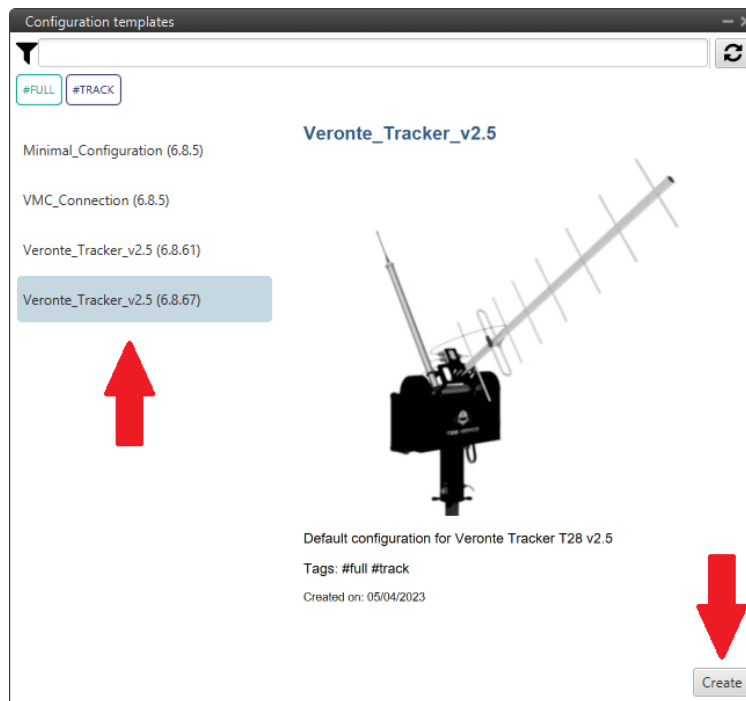 Configuration templates
#FULL #TRACK
Minimal_Configuration (6.8.5)
VMC_Connection (6.8.5)
Veronte_Tracker_v2.5 (6.8.61)
Veronte_Tracker_v2.5 (6.8.67)
Veronte_Tracker_v2.5
Default configuration for Veronte Tracker T28 v2.5
Tags: #full #track
Created on: 05/04/2023
Create